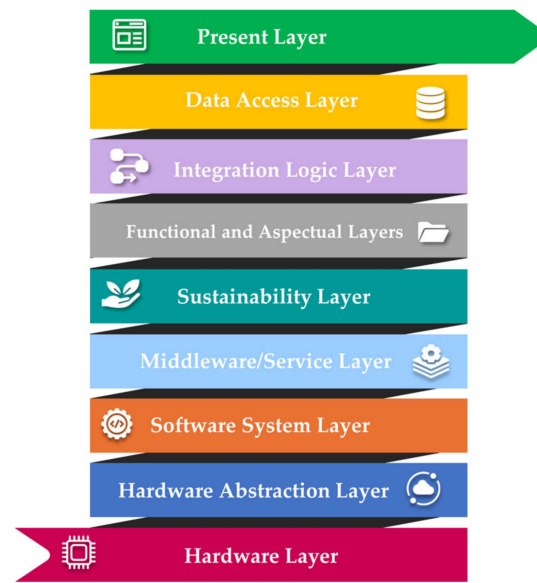 Present Layer
Data Access Layer
Integration Logic Layer
Functional and Aspectual Layers
Sustainability Layer
Middleware/Service Layer
Software System Layer
Hardware Abstraction Layer
Hardware Layer